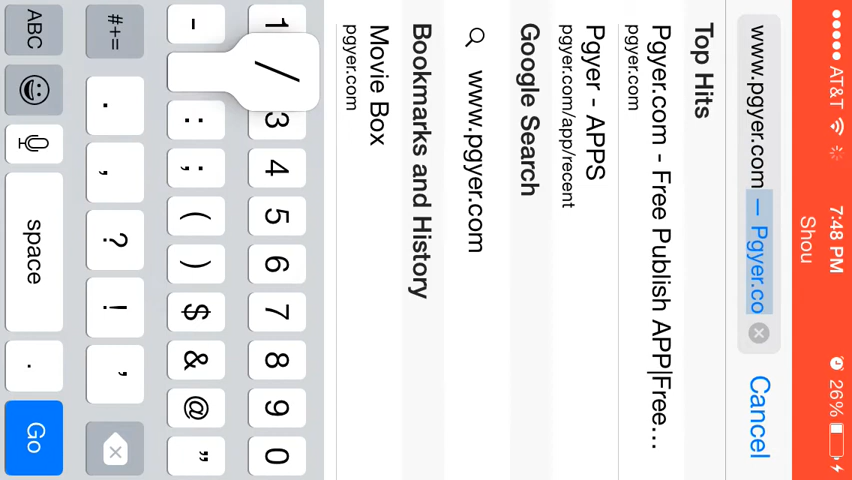 AT&T 7:48 PM 26%
Shou
www.pgyer.com — Pgyer.co Cancel
Top Hits
Pgyer.com - Free Publish APP|Free...
pgyer.com
Pgyer - APPS
pgyer.com/app/recent
Google Search
www.pgyer.com
Bookmarks and History
Movie Box
pgyer.com
1 3 4 5 6 7 8 9 0
- / : ; ( ) $ & @ "
#+= . , ? ! '
ABC space . Go